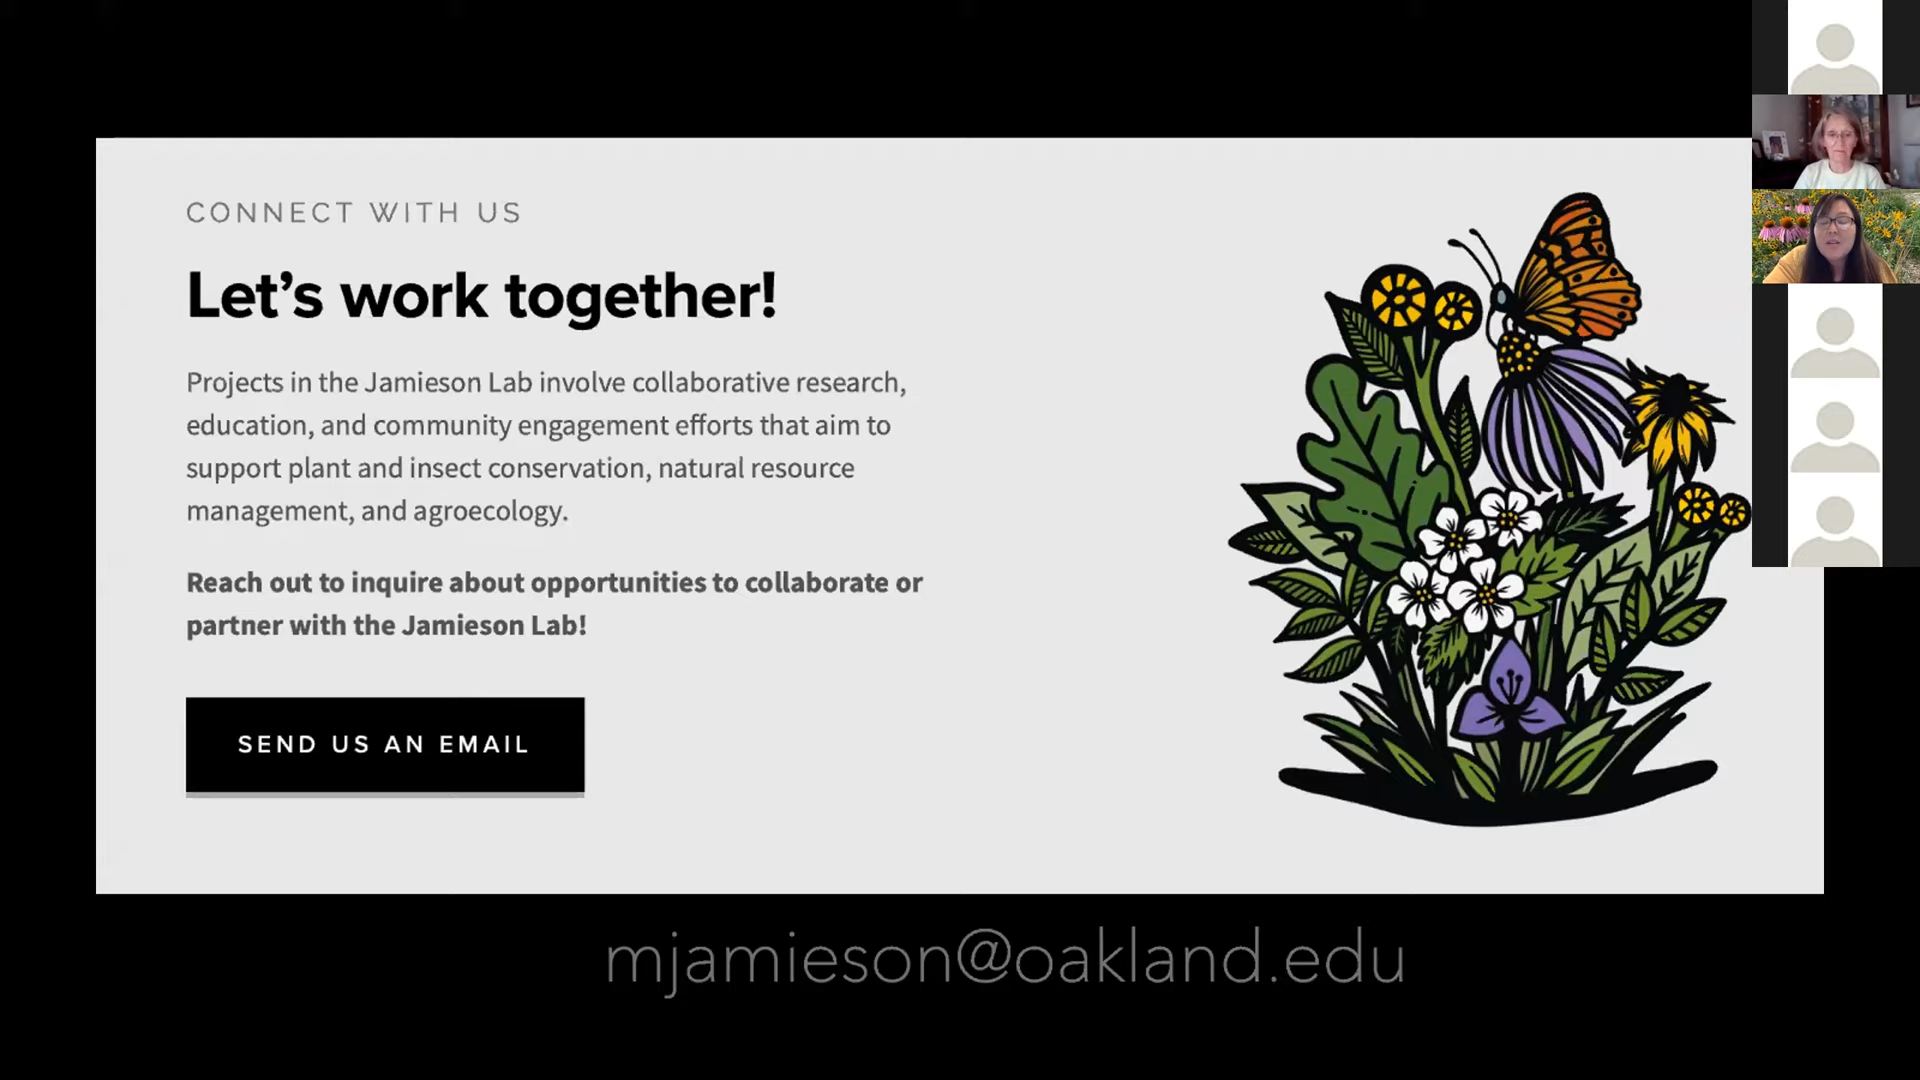 CONNECT WITH US
Let’s work together!
Projects in the Jamieson Lab involve collaborative research,
education, and community engagement efforts that aim to
support plant and insect conservation, natural resource
management, and agroecology.
Reach out to inquire about opportunities to collaborate or
partner with the Jamieson Lab!
SEND US AN EMAIL
mjamieson@oakland.edu